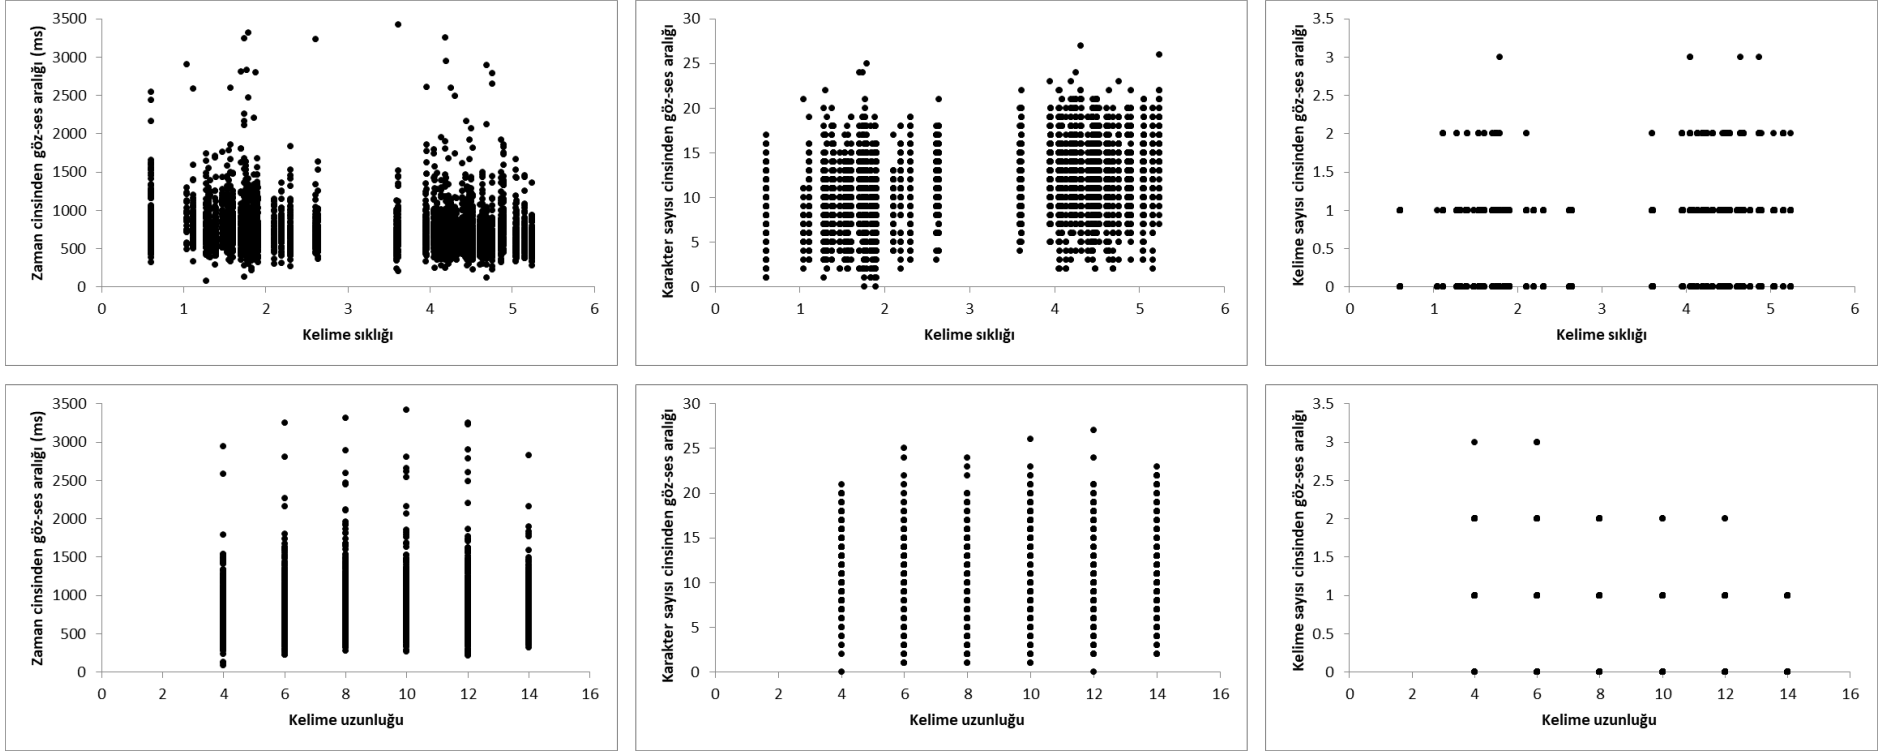 Zaman cinsinden göz-ses aralığı (ms)
3500
3000
2500
2000
1500
1000
500
0
0 1 2 3 4 5 6
Kelime sıklığı
Karakter sayısı cinsinden göz-ses aralığı
30
25
20
15
10
5
0
0 1 2 3 4 5 6
Kelime sıklığı
Kelime sayısı cinsinden göz-ses aralığı
3.5
3
2.5
2
1.5
1
0.5
0
0 1 2 3 4 5 6
Kelime sıklığı
Zaman cinsinden göz-ses aralığı (ms)
3500
3000
2500
2000
1500
1000
500
0
0 2 4 6 8 10 12 14 16
Kelime uzunluğu
Karakter sayısı cinsinden göz-ses aralığı
30
25
20
15
10
5
0
0 2 4 6 8 10 12 14 16
Kelime uzunluğu
Kelime sayısı cinsinden göz-ses aralığı
3.5
3
2.5
2
1.5
1
0.5
0
0 2 4 6 8 10 12 14 16
Kelime uzunluğu